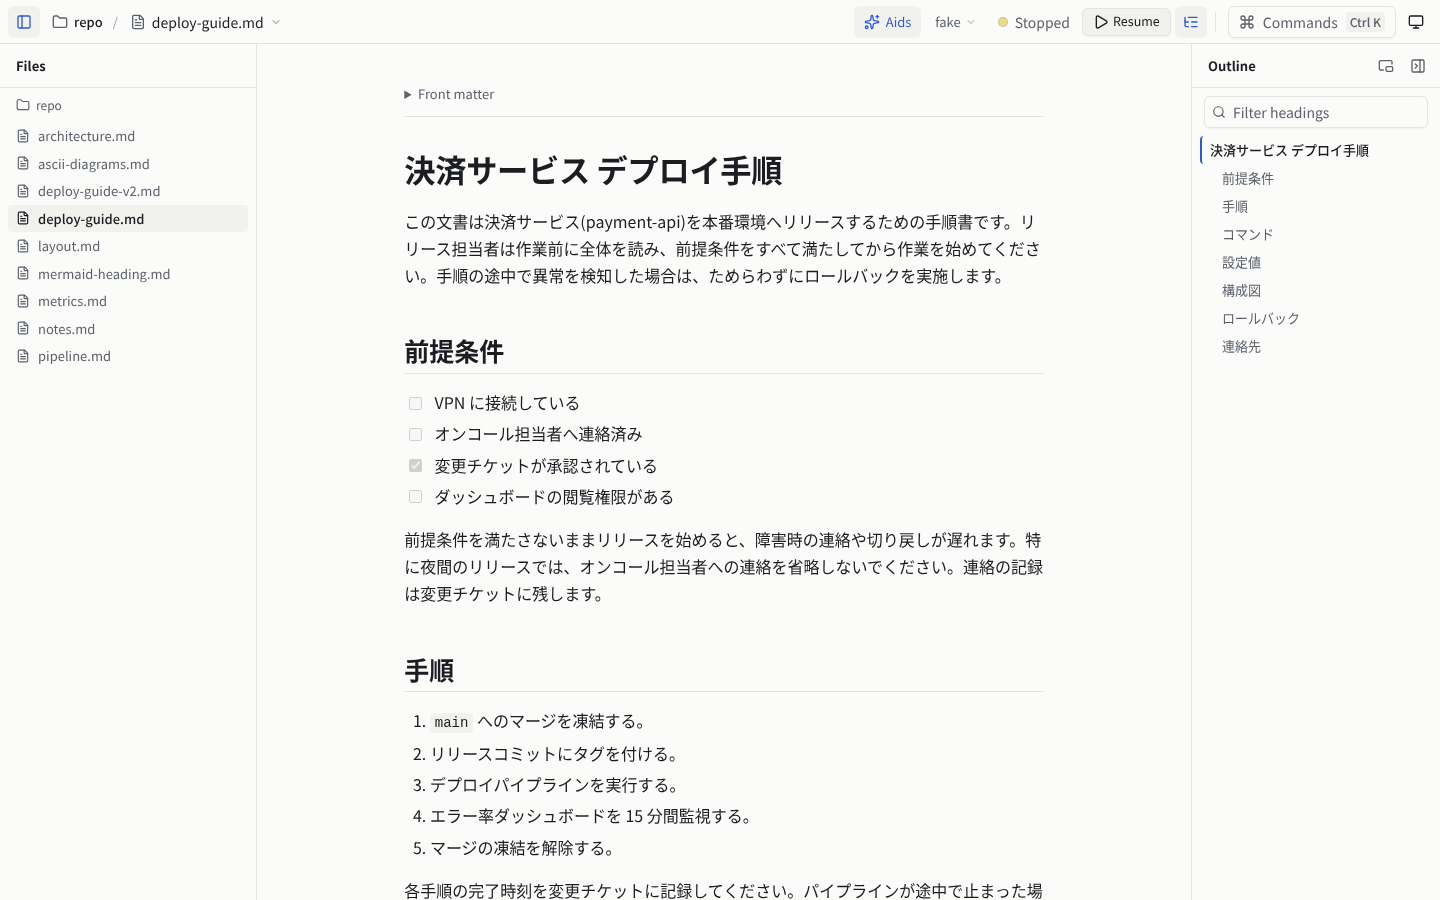 repo / deploy-guide.md
Aids
fake
Stopped
Resume
Commands Ctrl K
Files
repo
architecture.md
ascii-diagrams.md
deploy-guide-v2.md
deploy-guide.md
layout.md
mermaid-heading.md
metrics.md
notes.md
pipeline.md
Front matter
決済サービス デプロイ手順
この文書は決済サービス(payment-api)を本番環境へリリースするための手順書です。リ
リース担当者は作業前に全体を読み、前提条件をすべて満たしてから作業を始めてくださ
い。手順の途中で異常を検知した場合は、ためらわずにロールバックを実施します。
前提条件
VPN に接続している
オンコール担当者へ連絡済み
変更チケットが承認されている
ダッシュボードの閲覧権限がある
前提条件を満たさないままリリースを始めると、障害時の連絡や切り戻しが遅れます。特
に夜間のリリースでは、オンコール担当者への連絡を省略しないでください。連絡の記録
は変更チケットに残します。
手順
1. main へのマージを凍結する。
2. リリースコミットにタグを付ける。
3. デプロイパイプラインを実行する。
4. エラー率ダッシュボードを 15 分間監視する。
5. マージの凍結を解除する。
各手順の完了時刻を変更チケットに記録してください。パイプラインが途中で止まった場
Outline
Filter headings
決済サービス デプロイ手順
前提条件
手順
コマンド
設定値
構成図
ロールバック
連絡先